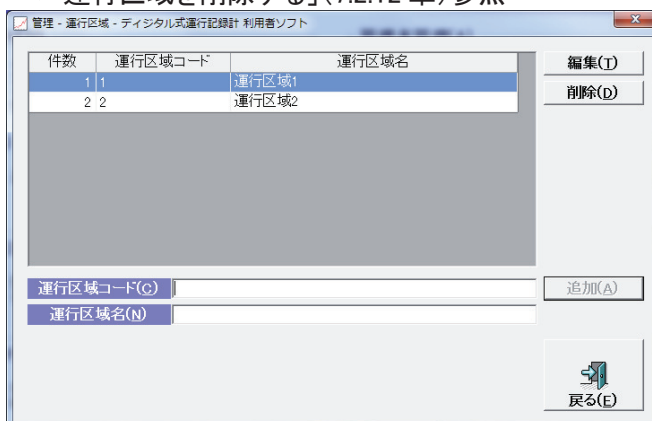 運行区域を削除する」（7.2.1.2 章）参照
管理 - 運行区域 - ディジタル式運行記録計 利用者ソフト
件数 運行区域コード 運行区域名
1 1 運行区域1
2 2 運行区域2
編集(T)
削除(D)
運行区域コード(C)
追加(A)
運行区域名(N)
戻る(E)